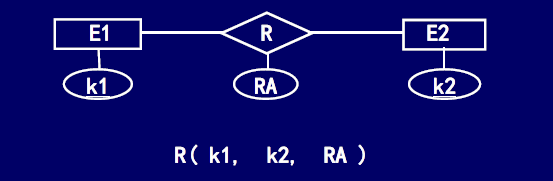 E1 R E2
k1 RA k2
R( k1, k2, RA )